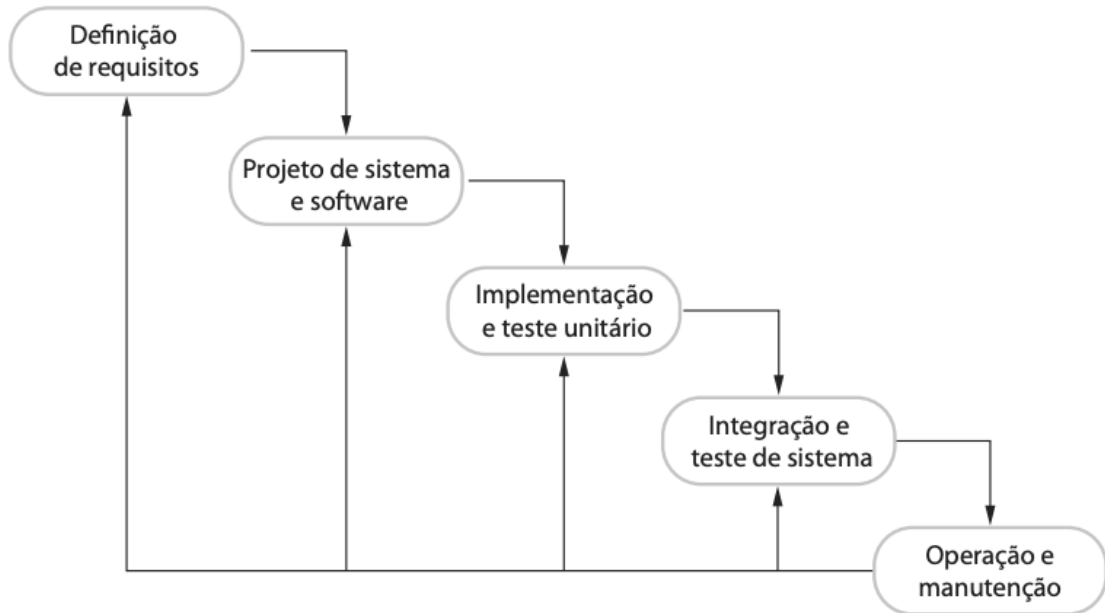 Definição
de requisitos
Projeto de sistema
e software
Implementação
e teste unitário
Integração e
teste de sistema
Operação e
manutenção